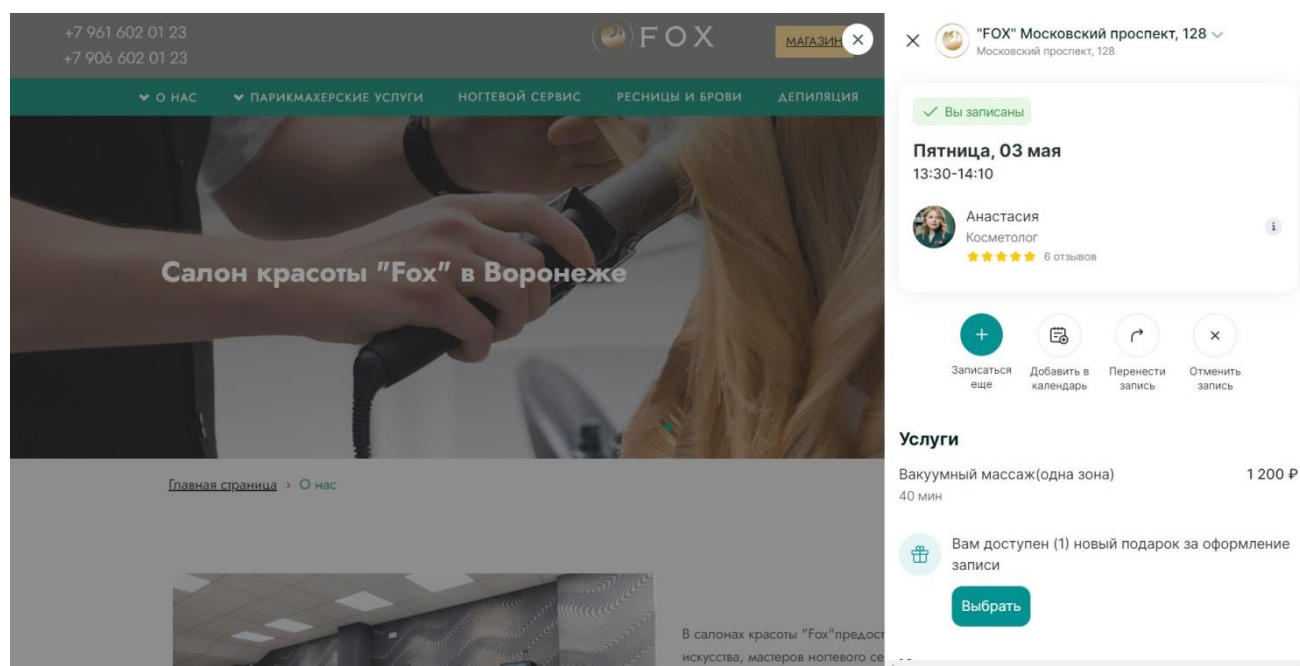 +7 961 602 01 23
+7 906 602 01 23
FOX
МАГАЗИН
О НАС
ПАРИКМАХЕРСКИЕ УСЛУГИ
НОГТЕВОЙ СЕРВИС
РЕСНИЦЫ И БРОВИ
ДЕПИЛЯЦИЯ
Салон красоты "Fox" в Воронеже
Главная страница › О нас
В салонах красоты "Fox"предост
искусства, мастеров ногтевого се
"FOX" Московский проспект, 128
Московский проспект, 128
Вы записаны
Пятница, 03 мая
13:30-14:10
Анастасия
Косметолог
6 отзывов
Записаться
еще
Добавить в
календарь
Перенести
запись
Отменить
запись
Услуги
Вакуумный массаж(одна зона) 1 200 ₽
40 мин
Вам доступен (1) новый подарок за оформление
записи
Выбрать